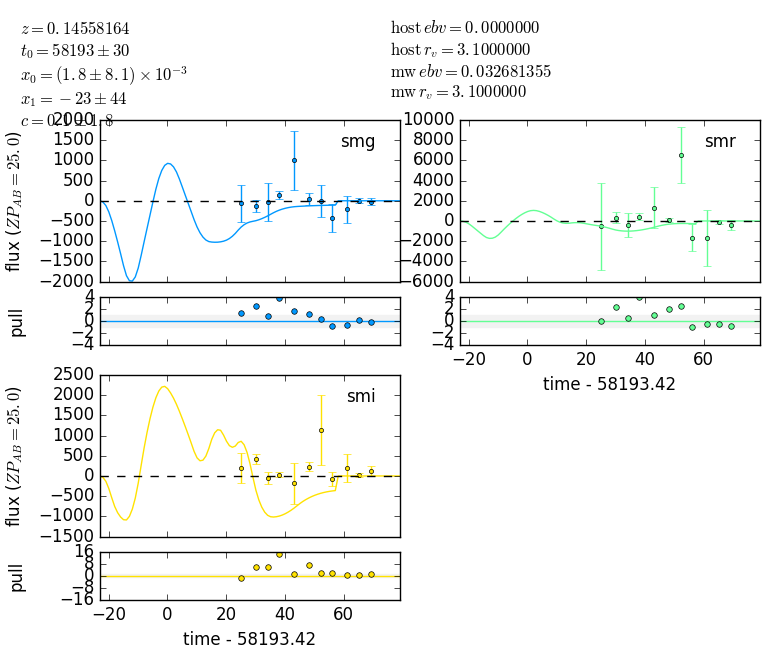 z = 0.14558164
t₀ = 58193 ± 30
x₀ = (1.8 ± 8.1) × 10⁻³
x₁ = −23 ± 44
c = 0.1 ± 1.8
host ebv = 0.0000000
host r_v = 3.1000000
mw ebv = 0.032681355
mw r_v = 3.1000000
smg
2000
1500
1000
500
0
−500
−1000
−1500
−2000
flux (ZP_AB = 25.0)
4
2
0
−2
−4
pull
smr
10000
8000
6000
4000
2000
0
−2000
−4000
−6000
4
2
0
−2
−4
−20 0 20 40 60
time - 58193.42
smi
2500
2000
1500
1000
500
0
−500
−1000
−1500
flux (ZP_AB = 25.0)
16
8
0
−8
−16
pull
−20 0 20 40 60
time - 58193.42